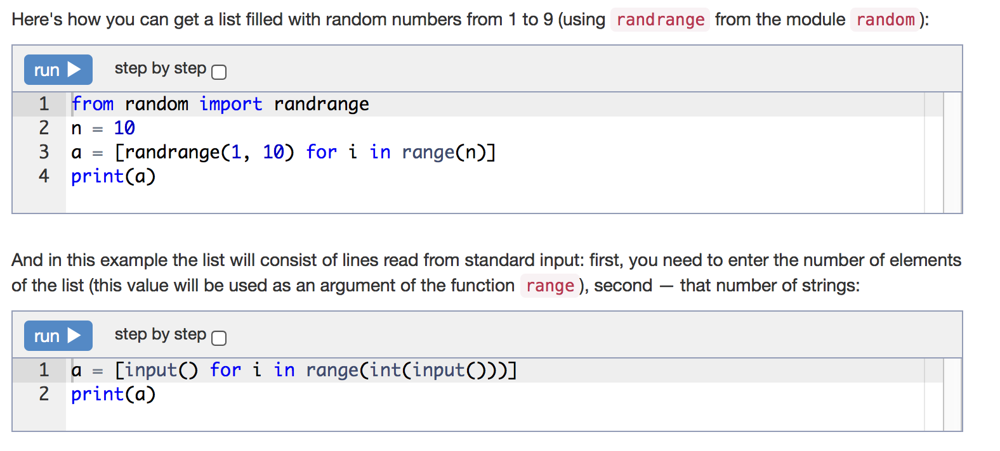 Here's how you can get a list filled with random numbers from 1 to 9 (using randrange from the module random):
run step by step
1 from random import randrange
2 n = 10
3 a = [randrange(1, 10) for i in range(n)]
4 print(a)
And in this example the list will consist of lines read from standard input: first, you need to enter the number of elements
of the list (this value will be used as an argument of the function range), second — that number of strings:
run step by step
1 a = [input() for i in range(int(input()))]
2 print(a)